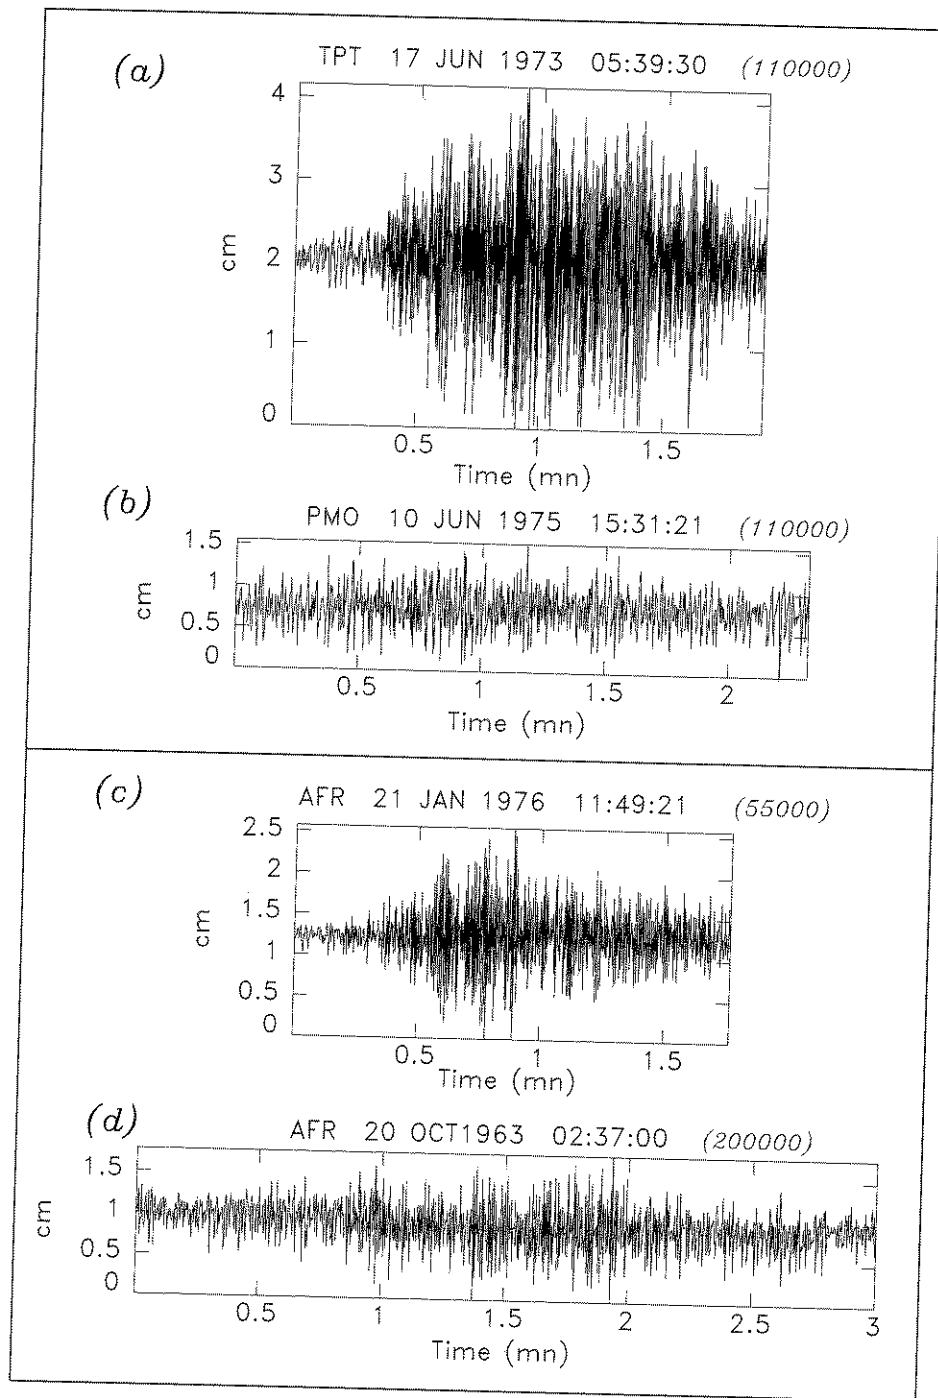 (a)
TPT 17 JUN 1973 05:39:30 (110000)
4
3
cm
2
1
0
0.5 1 1.5
Time (mn)
(b)
PMO 10 JUN 1975 15:31:21 (110000)
1.5
1
cm
0.5
0
0.5 1 1.5 2
Time (mn)
(c)
AFR 21 JAN 1976 11:49:21 (55000)
2.5
2
1.5
cm
1
0.5
0
0.5 1 1.5
Time (mn)
(d)
AFR 20 OCT1963 02:37:00 (200000)
1.5
1
cm
0.5
0
0.5 1 1.5 2 2.5 3
Time (mn)